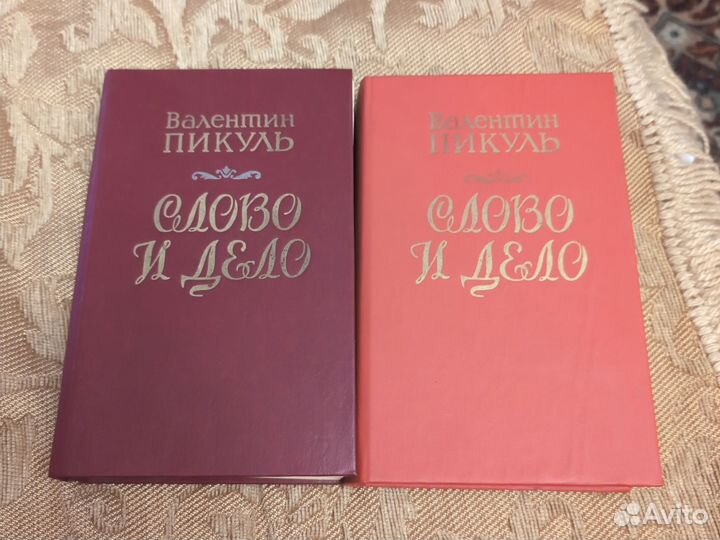 Валентин
ПИКУЛЬ
СЛОВО
И ДЕЛО
Валентин
ПИКУЛЬ
СЛОВО
И ДЕЛО
Avito